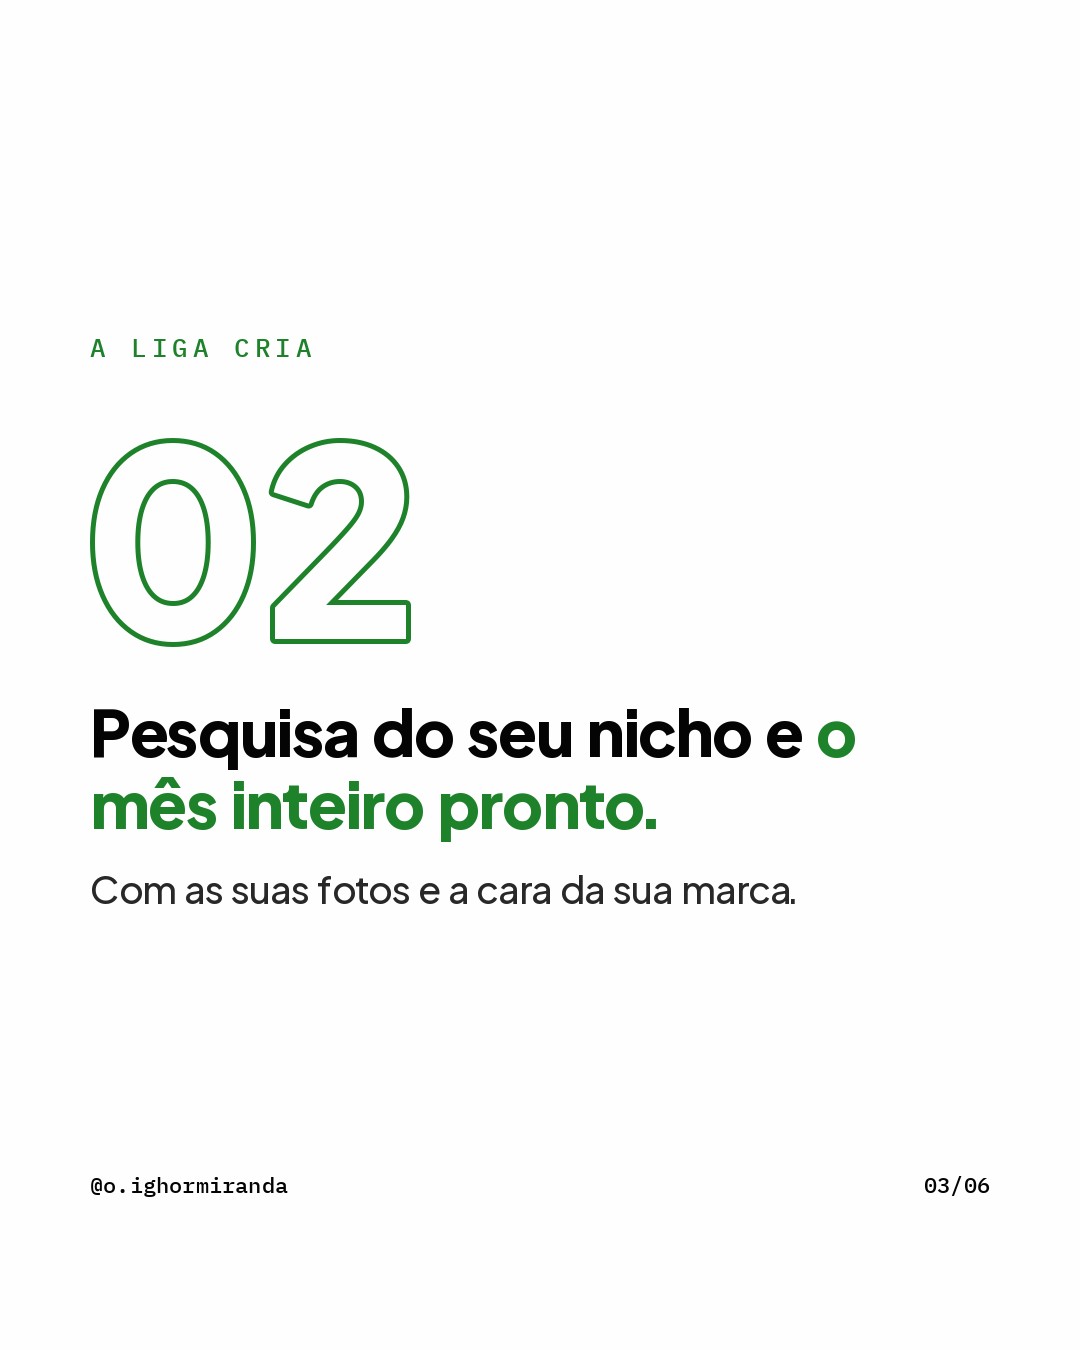 A LIGA CRIA
02
Pesquisa do seu nicho e o
mês inteiro pronto.
Com as suas fotos e a cara da sua marca.
@o.ighormiranda
03/06